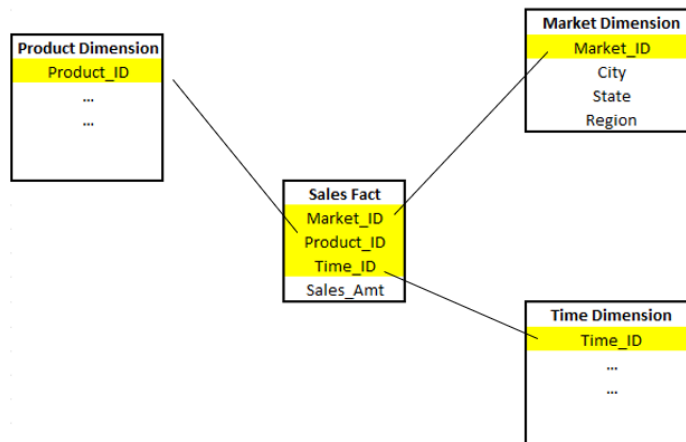 Product Dimension
Product_ID
...
...
Market Dimension
Market_ID
City
State
Region
Sales Fact
Market_ID
Product_ID
Time_ID
Sales_Amt
Time Dimension
Time_ID
...
...